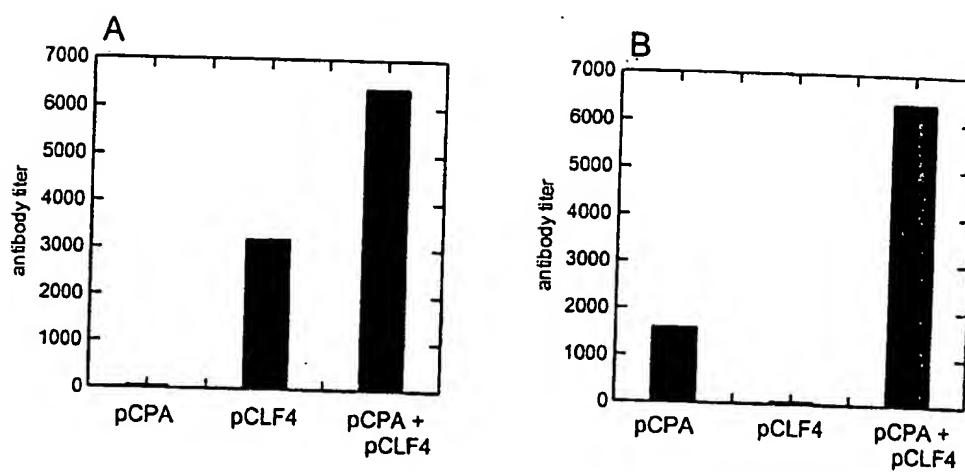 A
7000
6000
5000
4000
3000
2000
1000
0
antibody titer
pCPA
pCLF4
pCPA +
pCLF4
B
7000
6000
5000
4000
3000
2000
1000
0
antibody titer
pCPA
pCLF4
pCPA +
pCLF4